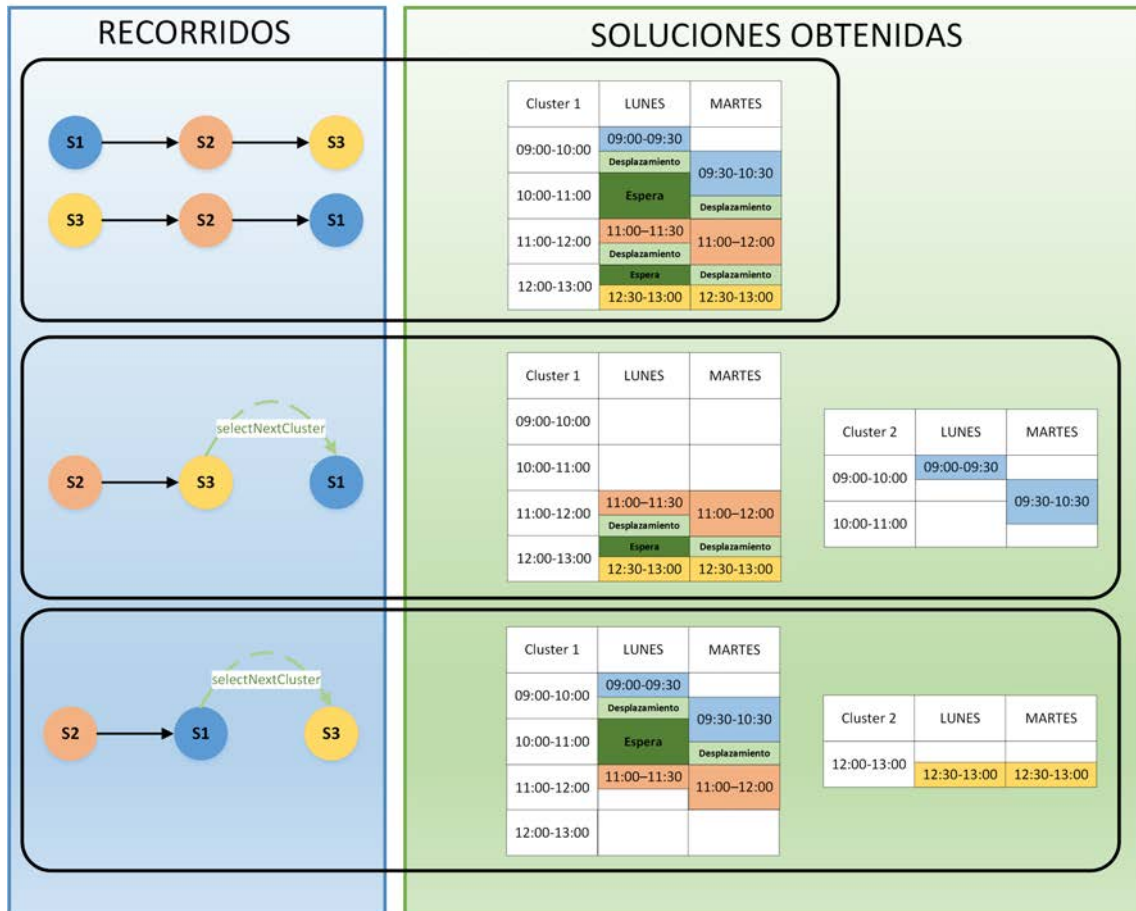 RECORRIDOS
S1 S2 S3
S3 S2 S1
S2 S3 S1
selectNextCluster
S2 S1 S3
selectNextCluster
SOLUCIONES OBTENIDAS
Cluster 1 LUNES MARTES
09:00-10:00 09:00-09:30
Desplazamiento 09:30-10:30
10:00-11:00 Espera
Desplazamiento
11:00-12:00 11:00–11:30 11:00–12:00
Desplazamiento
12:00-13:00 Espera Desplazamiento
12:30-13:00 12:30-13:00
Cluster 1 LUNES MARTES
09:00-10:00
10:00-11:00
11:00-12:00 11:00–11:30 11:00–12:00
Desplazamiento
12:00-13:00 Espera Desplazamiento
12:30-13:00 12:30-13:00
Cluster 2 LUNES MARTES
09:00-10:00 09:00-09:30
09:30-10:30
10:00-11:00
Cluster 1 LUNES MARTES
09:00-10:00 09:00-09:30
Desplazamiento 09:30-10:30
10:00-11:00 Espera
Desplazamiento
11:00-12:00 11:00–11:30 11:00–12:00
12:00-13:00
Cluster 2 LUNES MARTES
12:00-13:00
12:30-13:00 12:30-13:00